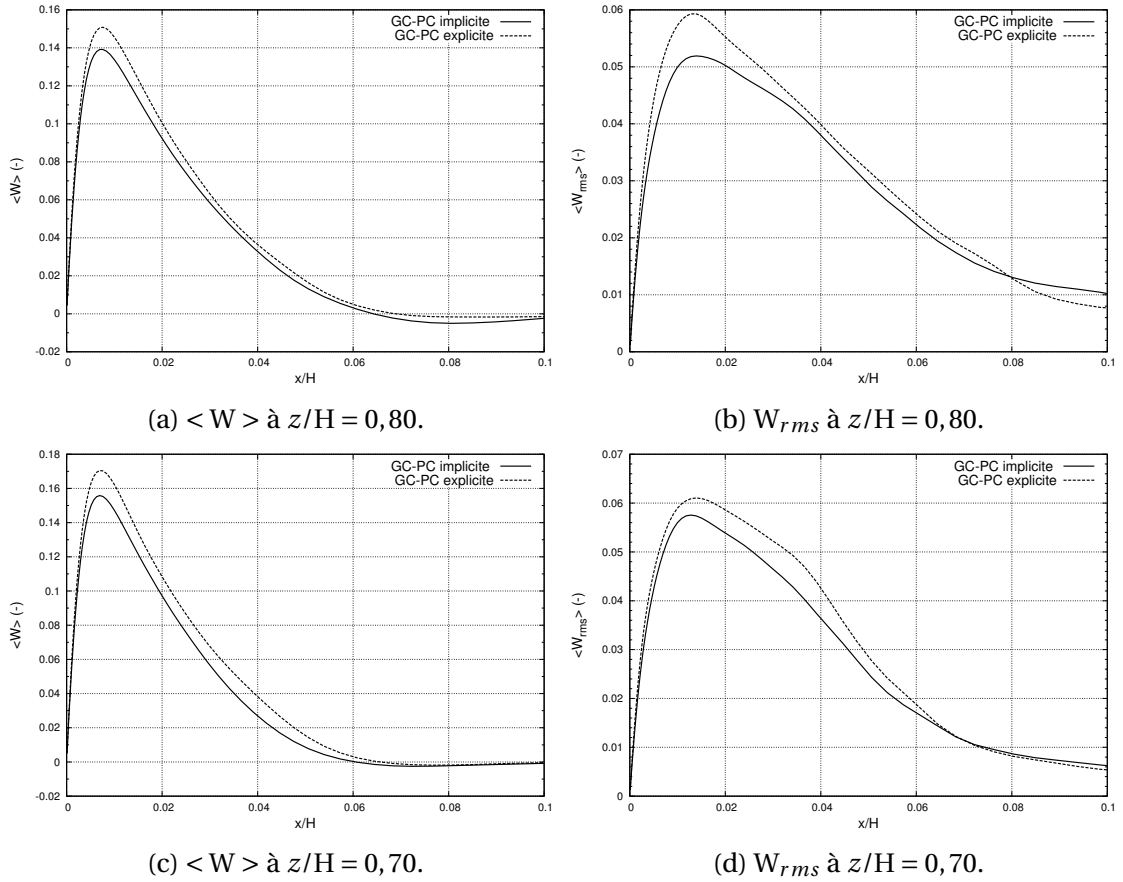 0.16
0.14
0.12
0.1
0.08
0.06
0.04
0.02
0
-0.02
<W> (-)
0 0.02 0.04 0.06 0.08 0.1
x/H
GC-PC implicite
GC-PC explicite
(a) < W > à z/H = 0,80.
0.06
0.05
0.04
0.03
0.02
0.01
0
<Wrms> (-)
0 0.02 0.04 0.06 0.08 0.1
x/H
GC-PC implicite
GC-PC explicite
(b) Wrms à z/H = 0,80.
0.18
0.16
0.14
0.12
0.1
0.08
0.06
0.04
0.02
0
-0.02
<W> (-)
0 0.02 0.04 0.06 0.08 0.1
x/H
GC-PC implicite
GC-PC explicite
(c) < W > à z/H = 0,70.
0.07
0.06
0.05
0.04
0.03
0.02
0.01
0
<Wrms> (-)
0 0.02 0.04 0.06 0.08 0.1
x/H
GC-PC implicite
GC-PC explicite
(d) Wrms à z/H = 0,70.